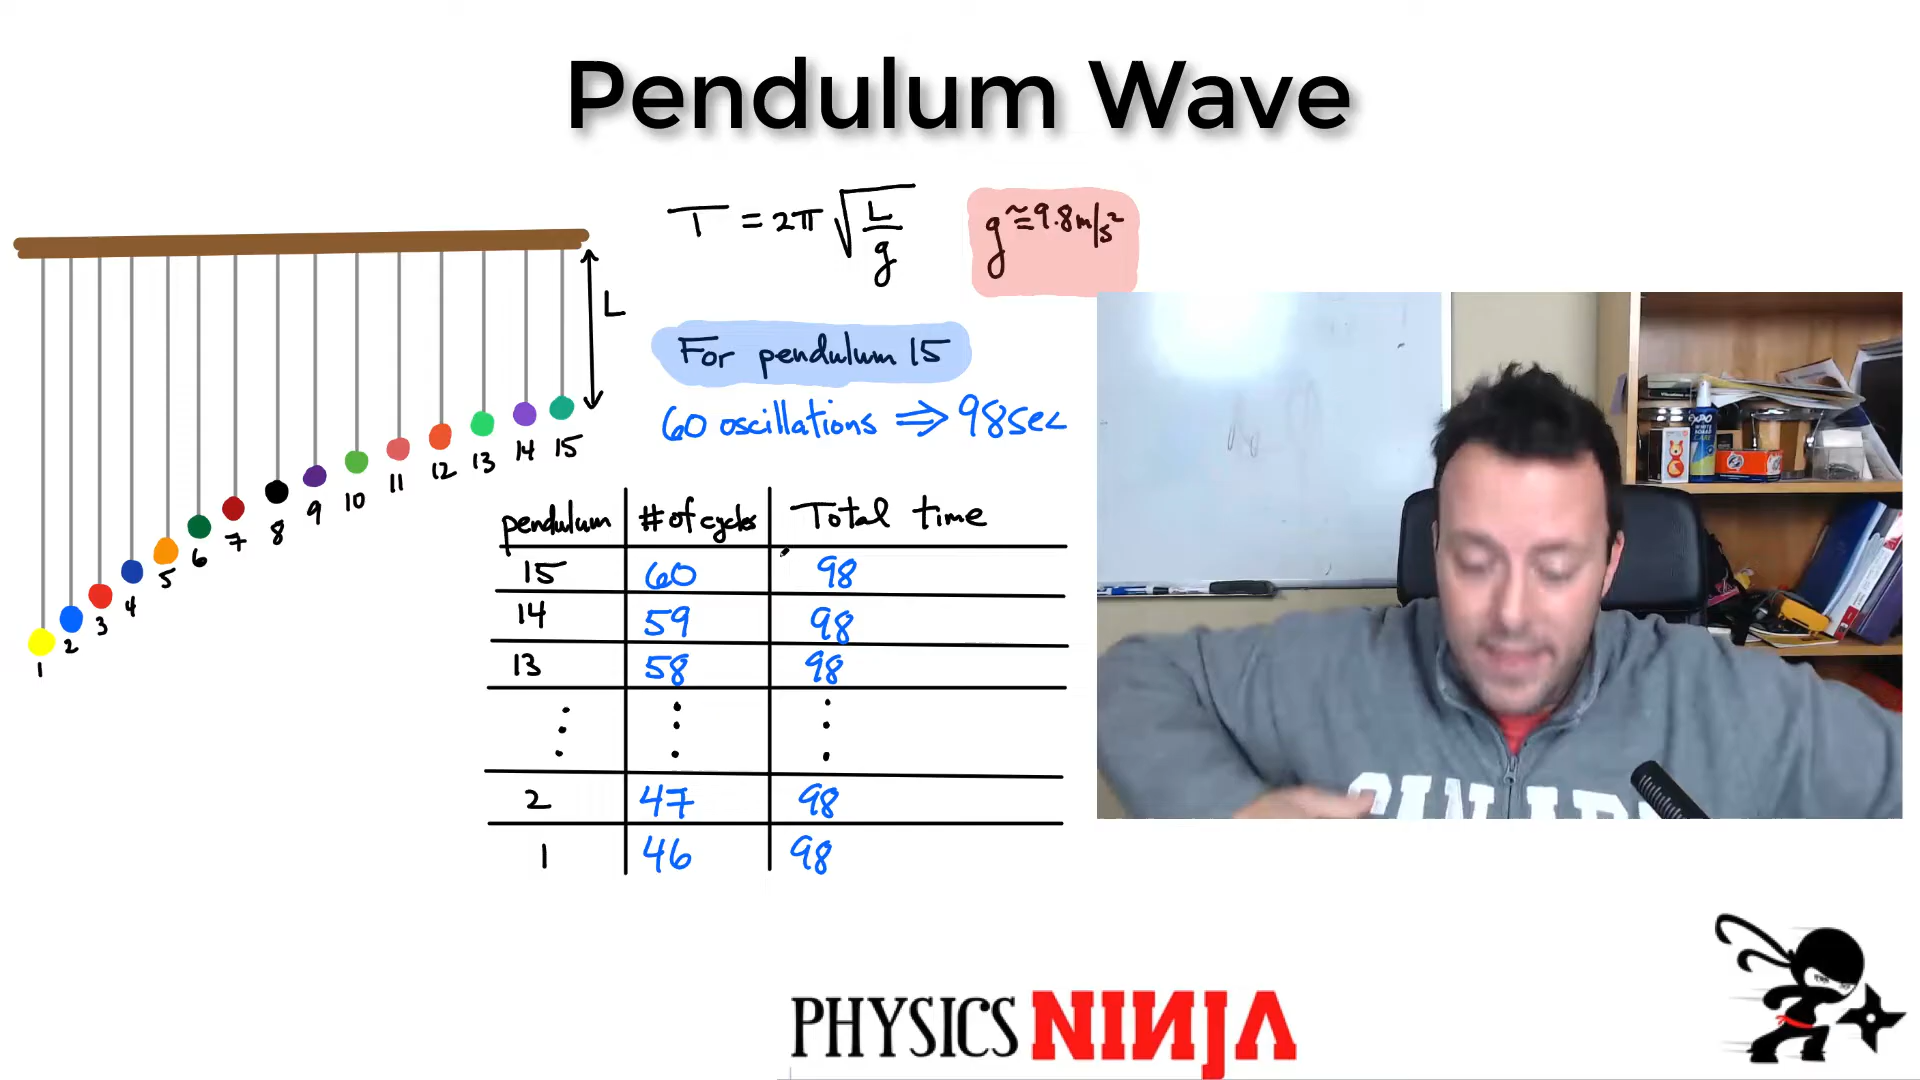 Pendulum Wave
T = 2π √(L/g)
g ≅ 9.8 m/s²
L
For pendulum 15
60 oscillations ⇒ 98 sec
1 2 3 4 5 6 7 8 9 10 11 12 13 14 15
pendulum # of cycles Total time
15 60 98
14 59 98
13 58 98
⋮ ⋮ ⋮
2 47 98
1 46 98
EXPO
PHYSICS NINJA